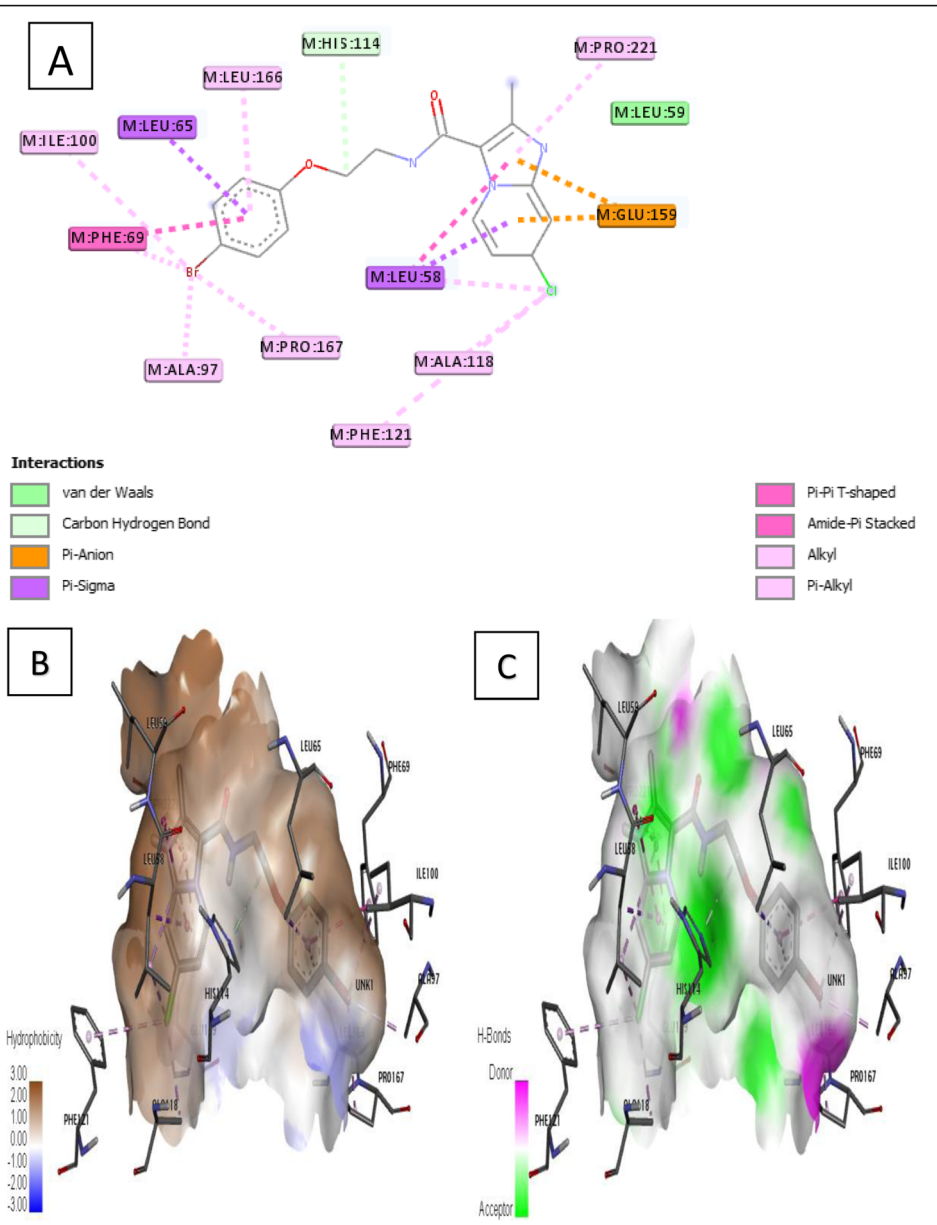 A
M:HIS:114
M:PRO:221
M:LEU:166
M:LEU:59
M:LEU:65
M:ILE:100
O
N
O
N
N
M:GLU:159
M:PHE:69
Br
M:LEU:58
Cl
M:PRO:167
M:ALA:118
M:ALA:97
M:PHE:121
Interactions
van der Waals
Carbon Hydrogen Bond
Pi-Anion
Pi-Sigma
Pi-Pi T-shaped
Amide-Pi Stacked
Alkyl
Pi-Alkyl
B
LEU59
LEU65
PHE69
LEU58
ILE100
UNK1
ALA97
HIS114
PRO167
PHE121
Hydrophobicity
3.00
2.00
1.00
0.00
-1.00
-2.00
-3.00
C
LEU59
LEU65
PHE69
LEU58
ILE100
UNK1
ALA97
HIS114
PRO167
PHE121
H-Bonds
Donor
Acceptor